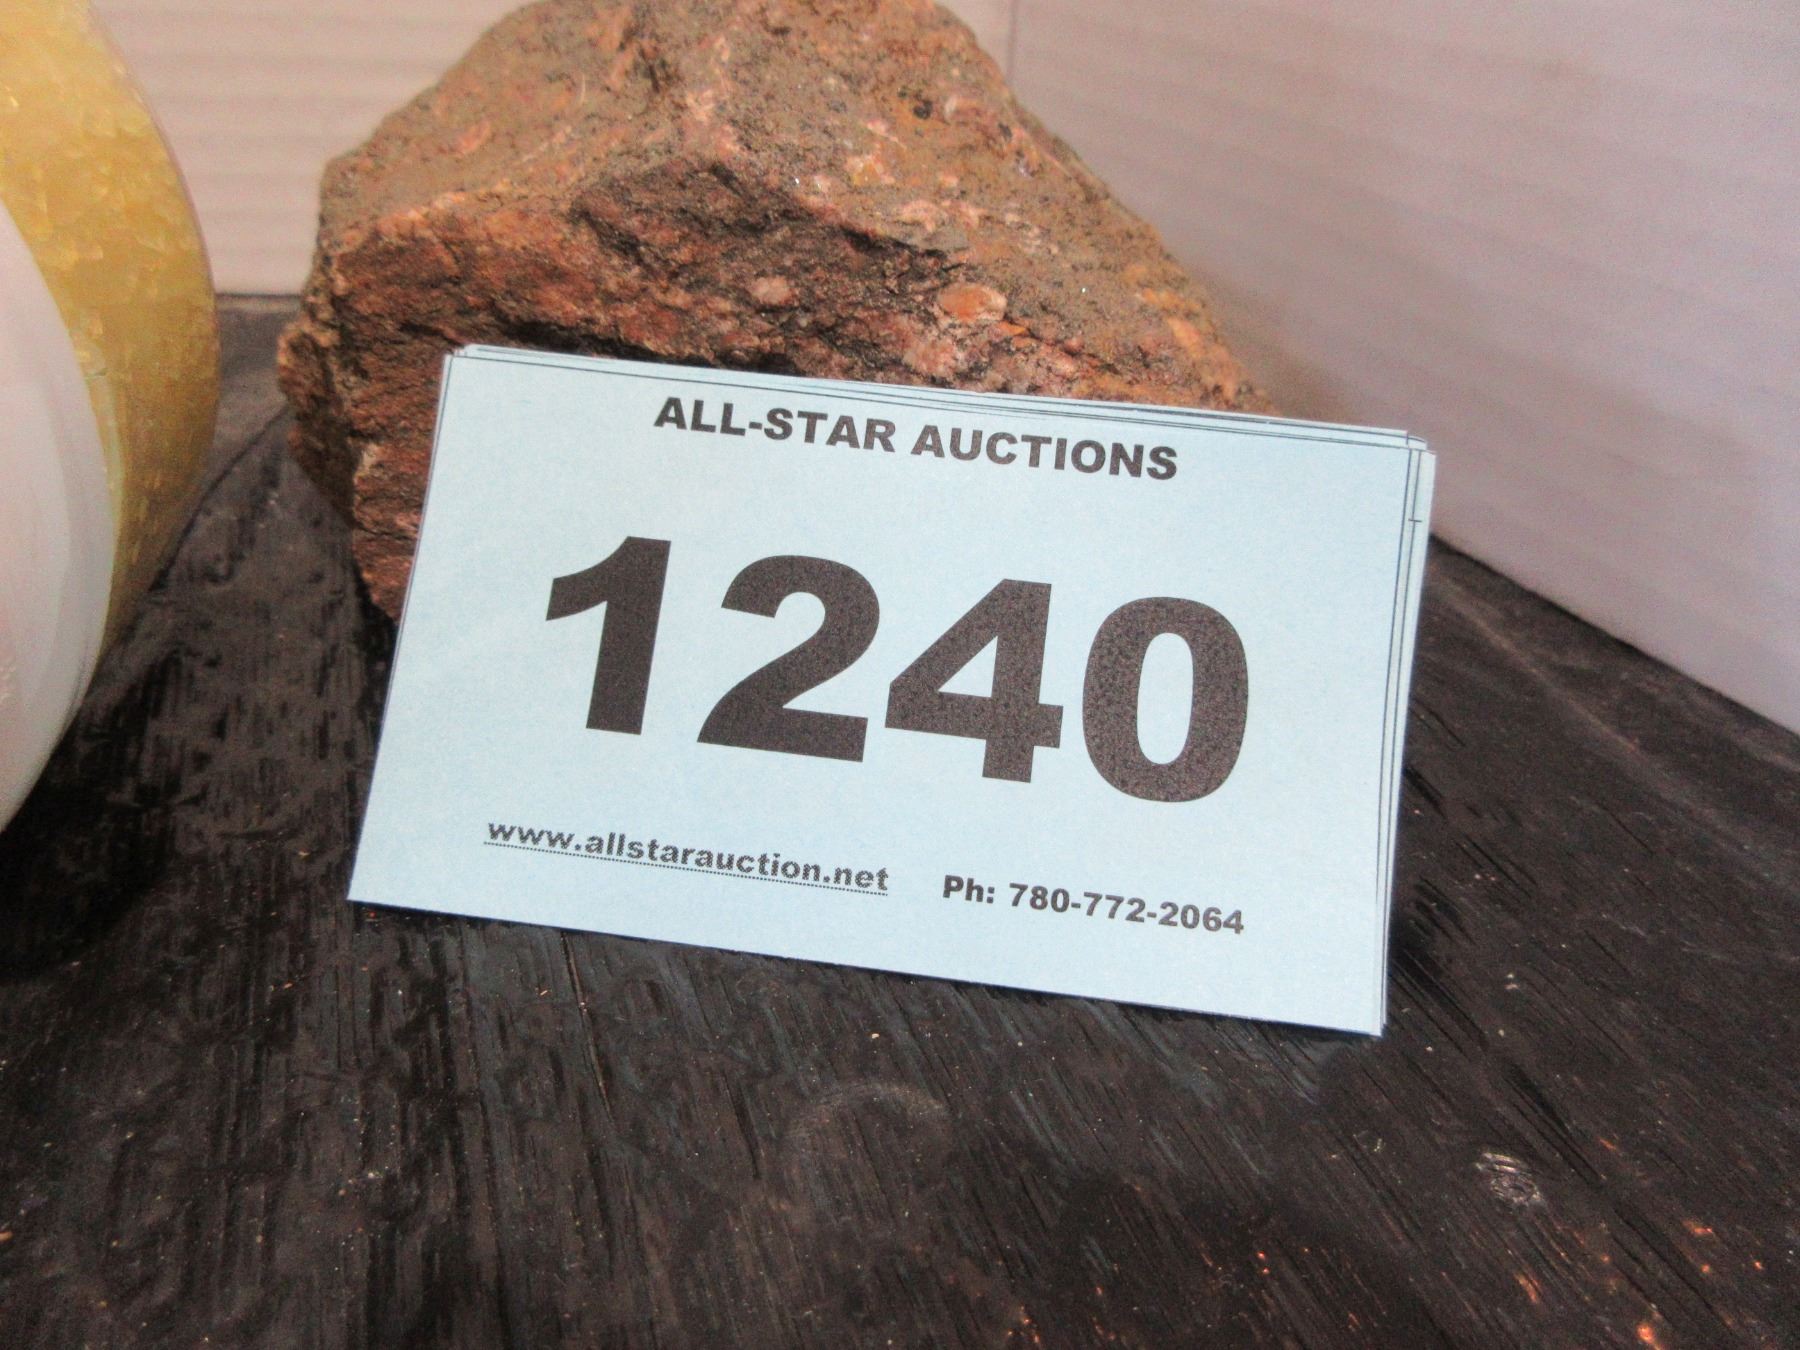 ALL-STAR AUCTIONS
1240
www.allstarauction.net Ph: 780-772-2064